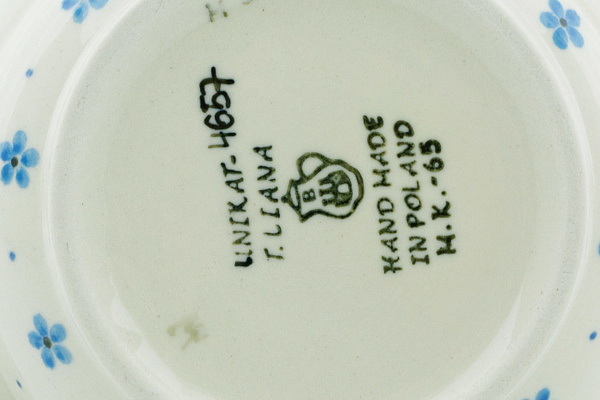 UNIKAT-4657
T. LIANA
B
HAND MADE
IN POLAND
M.K.-65